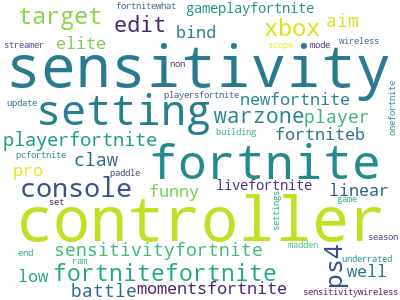 fortnitewhat
gameplayfortnite
target
edit
xbox
aim
streamer
elite
bind
scope
mode
wireless
non
sensitivity
playersfortnite
update
setting
newfortnite
warzone
player
onefortnite
playerfortnite
fortniteb
building
pcfortnite
claw
fortnite
pro
paddle
console
funny
livefortnite
linear
set
controller
settings
game
sensitivityfortnite
madden
season
end
ram
ps4
underrated
low
fortnitefortnite
well
battle
momentsfortnite
sensitivitywireless